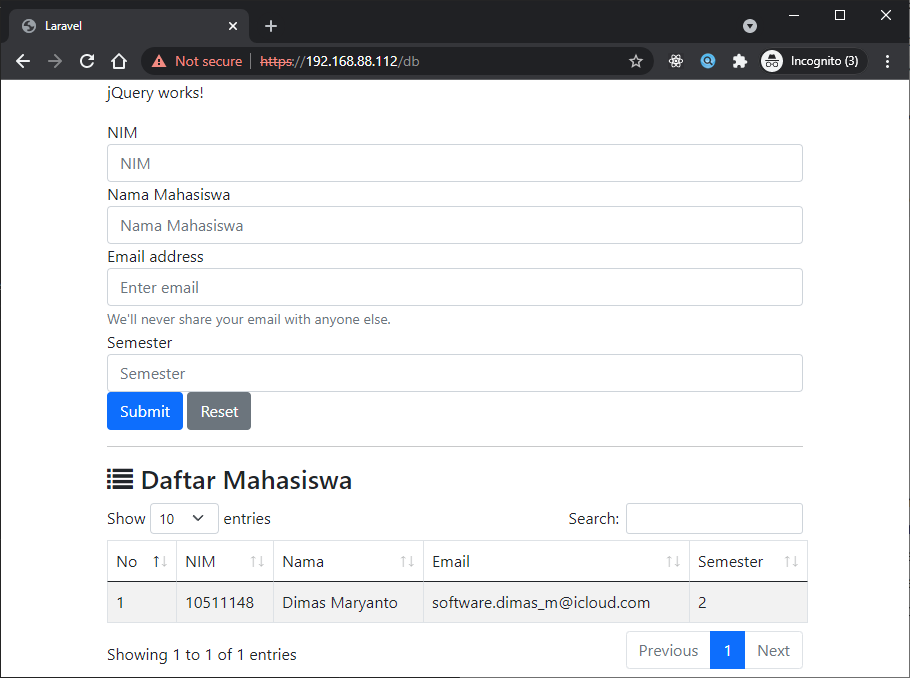 Laravel
Not secure https://192.168.88.112/db Incognito (3)
jQuery works!
NIM
NIM
Nama Mahasiswa
Nama Mahasiswa
Email address
Enter email
We'll never share your email with anyone else.
Semester
Semester
Submit Reset
Daftar Mahasiswa
Show 10 entries Search:
No NIM Nama Email Semester
1 10511148 Dimas Maryanto software.dimas_m@icloud.com 2
Showing 1 to 1 of 1 entries Previous 1 Next